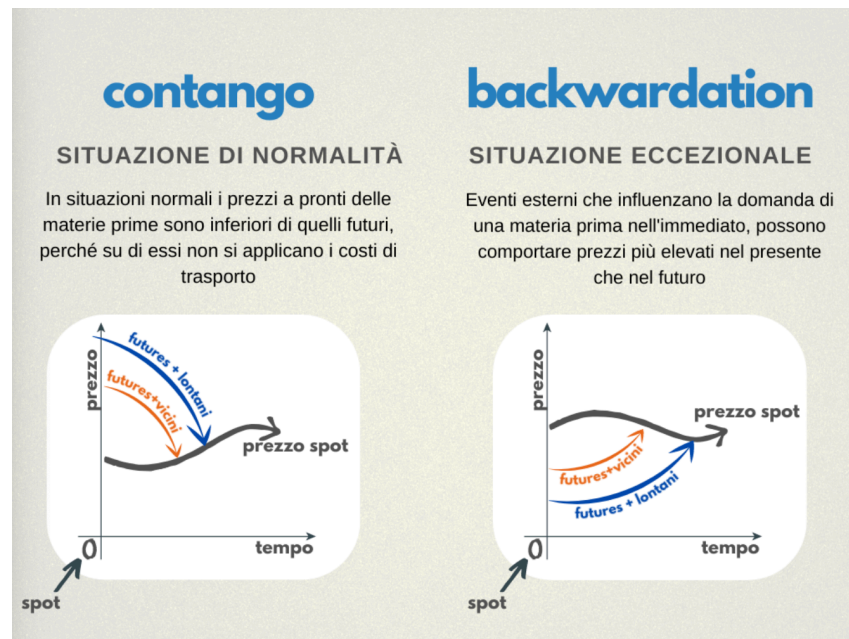 contango
SITUAZIONE DI NORMALITÀ
In situazioni normali i prezzi a pronti delle
materie prime sono inferiori di quelli futuri,
perché su di essi non si applicano i costi di
trasporto
prezzo
futures + lontani
futures+vicini
prezzo spot
0
tempo
spot
backwardation
SITUAZIONE ECCEZIONALE
Eventi esterni che influenzano la domanda di
una materia prima nell'immediato, possono
comportare prezzi più elevati nel presente
che nel futuro
prezzo
prezzo spot
futures+vicini
futures + lontani
0
tempo
spot